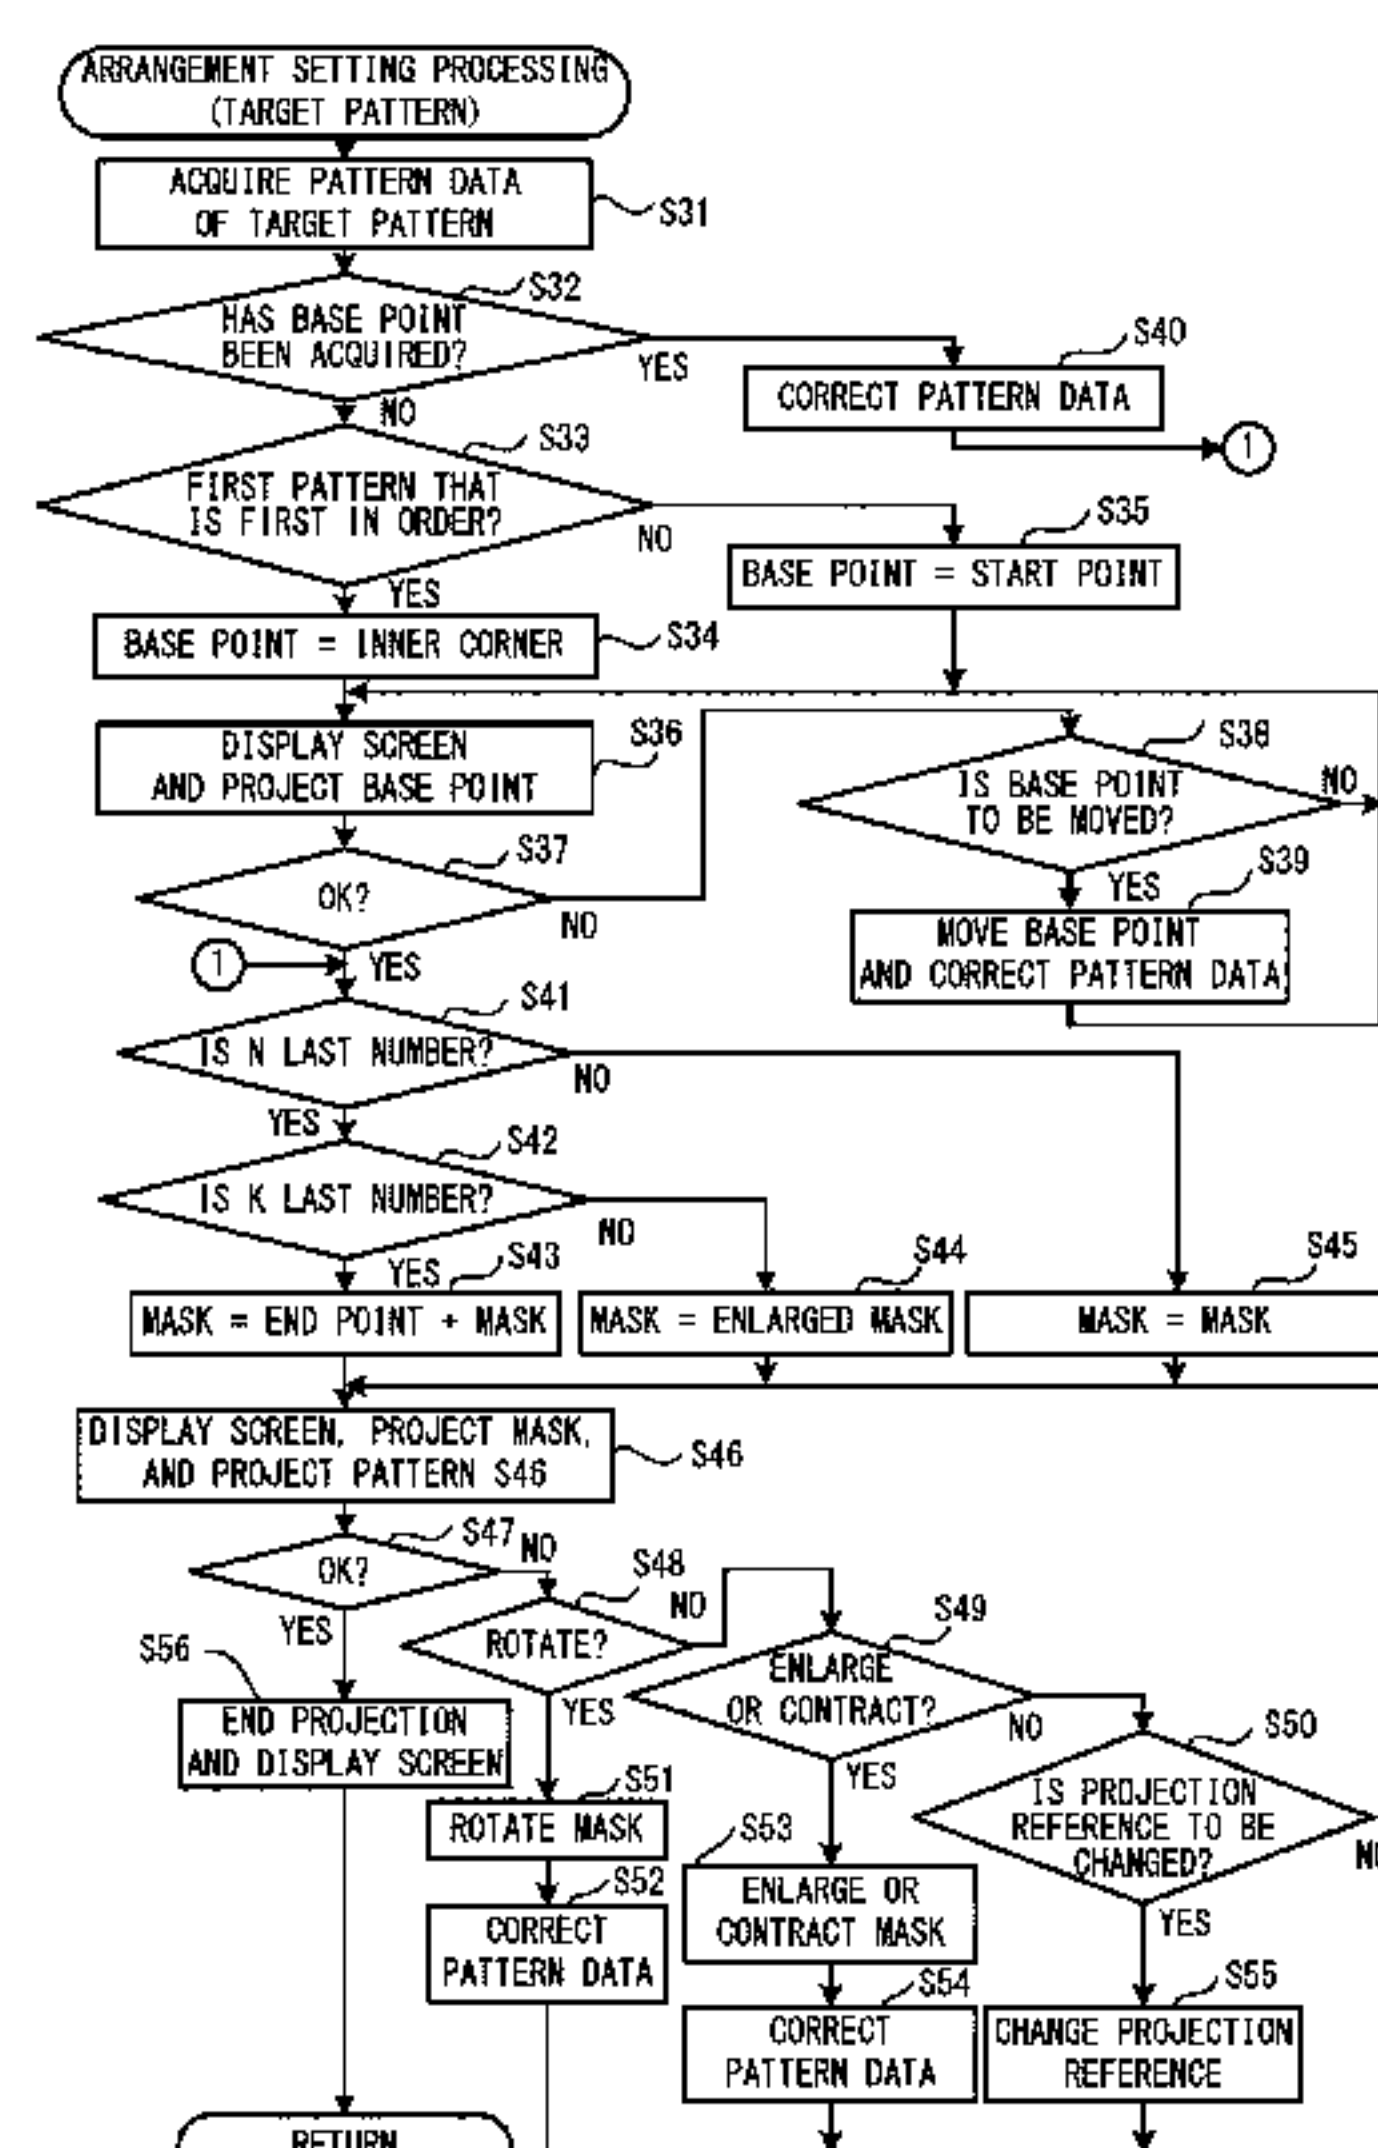 ARRANGEMENT SETTING PROCESSING
(TARGET PATTERN)
ACQUIRE PATTERN DATA
OF TARGET PATTERN
S31
S32
HAS BASE POINT
BEEN ACQUIRED?
YES
NO
S40
CORRECT PATTERN DATA
1
S33
FIRST PATTERN THAT
IS FIRST IN ORDER?
NO
YES
S35
BASE POINT = START POINT
BASE POINT = INNER CORNER
S34
DISPLAY SCREEN
AND PROJECT BASE POINT
S36
S38
IS BASE POINT
TO BE MOVED?
NO
YES
S37
OK?
NO
YES
S39
MOVE BASE POINT
AND CORRECT PATTERN DATA
1
S41
IS N LAST NUMBER?
NO
YES
S42
IS K LAST NUMBER?
NO
YES
S43
MASK = END POINT + MASK
S44
MASK = ENLARGED MASK
S45
MASK = MASK
DISPLAY SCREEN, PROJECT MASK,
AND PROJECT PATTERN S46
S46
S47
OK?
NO
YES
S48
ROTATE?
NO
YES
S49
ENLARGE
OR CONTRACT?
NO
YES
S50
IS PROJECTION
REFERENCE TO BE
CHANGED?
YES
S56
END PROJECTION
AND DISPLAY SCREEN
S51
ROTATE MASK
S52
CORRECT
PATTERN DATA
S53
ENLARGE OR
CONTRACT MASK
S54
CORRECT
PATTERN DATA
S55
CHANGE PROJECTION
REFERENCE
RETURN